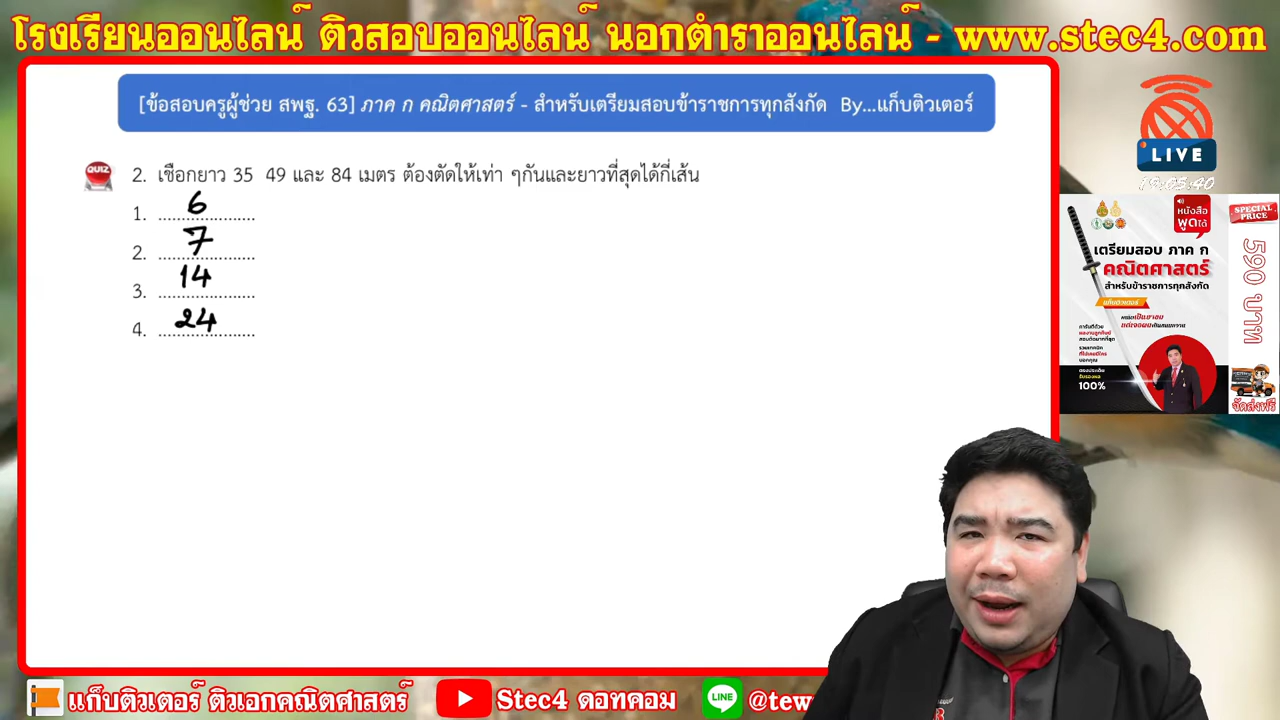 โรงเรียนออนไลน์ ติวสอบออนไลน์ นอกตำราออนไลน์ - www.stec4.com
[ข้อสอบครูผู้ช่วย สพฐ. 63] ภาค ก คณิตศาสตร์ - สำหรับเตรียมสอบข้าราชการทุกสังกัด By...แก็บติวเตอร์
QUIZ
2. เชือกยาว 35 49 และ 84 เมตร ต้องตัดให้เท่า ๆกันและยาวที่สุดได้กี่เส้น
1. 6
2. 7
3. 14
4. 24
LIVE
หนังสือ
พูดได้
SPECIAL
PRICE
เตรียมสอบ ภาค ก
คณิตศาสตร์
สำหรับข้าราชการทุกสังกัด
แก็บติวเตอร์
590 บาท
100%
จัดส่งฟรี
แก็บติวเตอร์ ติวเอกคณิตศาสตร์
Stec4 ดอทคอม
LINE
@tew